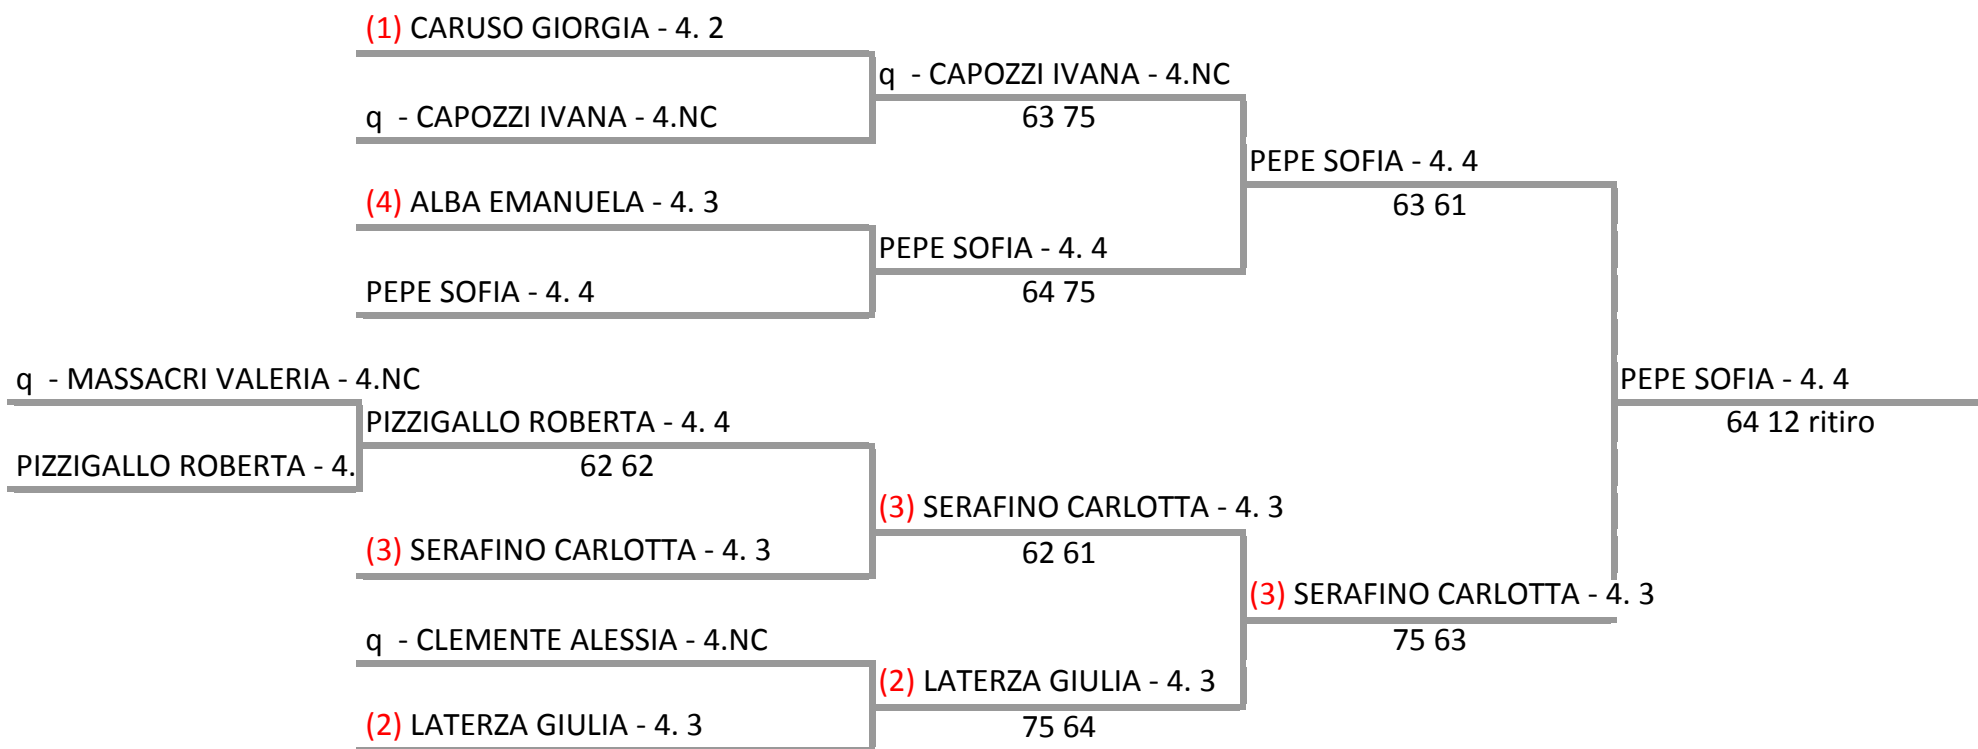 (1) CARUSO GIORGIA - 4. 2
q - CAPOZZI IVANA - 4.NC
q - CAPOZZI IVANA - 4.NC
63 75
PEPE SOFIA - 4. 4
(4) ALBA EMANUELA - 4. 3
63 61
PEPE SOFIA - 4. 4
PEPE SOFIA - 4. 4
64 75
q - MASSACRI VALERIA - 4.NC
PEPE SOFIA - 4. 4
PIZZIGALLO ROBERTA - 4. 4
64 12 ritiro
PIZZIGALLO ROBERTA - 4.
62 62
(3) SERAFINO CARLOTTA - 4. 3
(3) SERAFINO CARLOTTA - 4. 3
62 61
(3) SERAFINO CARLOTTA - 4. 3
q - CLEMENTE ALESSIA - 4.NC
75 63
(2) LATERZA GIULIA - 4. 3
(2) LATERZA GIULIA - 4. 3
75 64